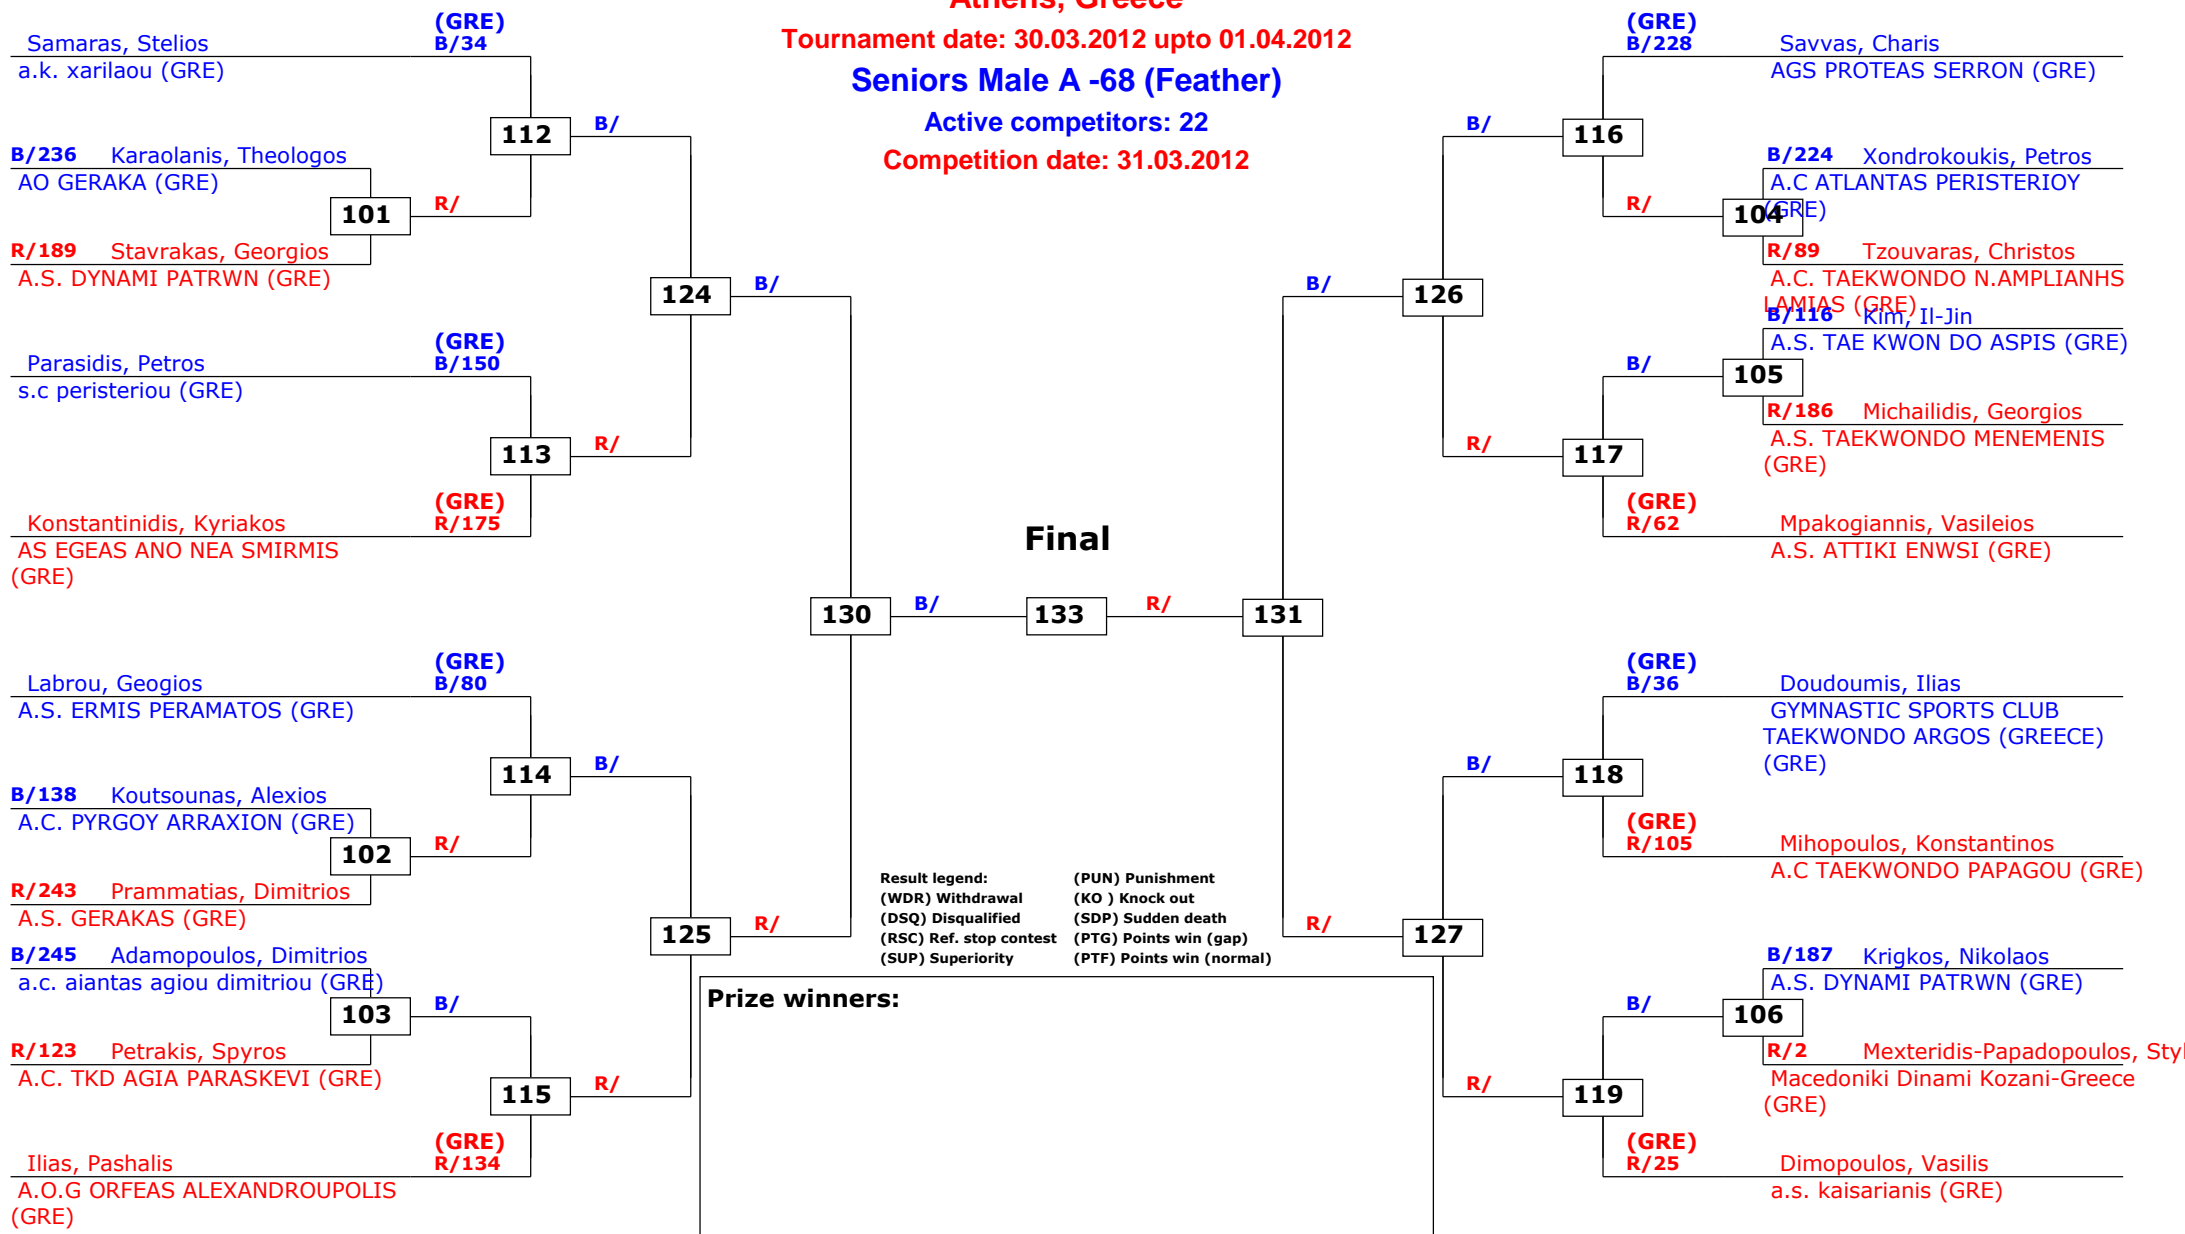 Athens, Greece
Tournament date: 30.03.2012 upto 01.04.2012
Seniors Male A -68 (Feather)
Active competitors: 22
Competition date: 31.03.2012
(GRE)
Samaras, Stelios B/34
a.k. xarilaou (GRE)
112
B/
B/236 Karaolanis, Theologos
AO GERAKA (GRE)
101
R/
R/189 Stavrakas, Georgios
A.S. DYNAMI PATRWN (GRE)
124
B/
(GRE)
Parasidis, Petros B/150
s.c peristeriou (GRE)
113
R/
(GRE)
Konstantinidis, Kyriakos R/175
AS EGEAS ANO NEA SMIRMIS
(GRE)
130
B/
(GRE)
Labrou, Geogios B/80
A.S. ERMIS PERAMATOS (GRE)
114
B/
B/138 Koutsounas, Alexios
A.C. PYRGOY ARRAXION (GRE)
102
R/
R/243 Prammatias, Dimitrios
A.S. GERAKAS (GRE)
125
R/
B/245 Adamopoulos, Dimitrios
a.c. aiantas agiou dimitriou (GRE)
103
B/
R/123 Petrakis, Spyros
A.C. TKD AGIA PARASKEVI (GRE)
115
R/
(GRE)
Ilias, Pashalis R/134
A.O.G ORFEAS ALEXANDROUPOLIS
(GRE)
Final
133
R/
131
(GRE)
B/228 Savvas, Charis
AGS PROTEAS SERRON (GRE)
B/
116
B/224 Xondrokoukis, Petros
A.C ATLANTAS PERISTERIOY
(GRE)
R/
104
R/89 Tzouvaras, Christos
A.C. TAEKWONDO N.AMPLIANHS
LAMIAS (GRE)
B/
126
B/116 Kim, Il-Jin
A.S. TAE KWON DO ASPIS (GRE)
B/
105
R/186 Michailidis, Georgios
A.S. TAEKWONDO MENEMENIS
(GRE)
R/
117
(GRE)
R/62 Mpakogiannis, Vasileios
A.S. ATTIKI ENWSI (GRE)
(GRE)
B/36 Doudoumis, Ilias
GYMNASTIC SPORTS CLUB
TAEKWONDO ARGOS (GREECE)
(GRE)
B/
118
(GRE)
R/105 Mihopoulos, Konstantinos
A.C TAEKWONDO PAPAGOU (GRE)
R/
127
B/187 Krigkos, Nikolaos
A.S. DYNAMI PATRWN (GRE)
B/
106
R/2 Mexteridis-Papadopoulos, Styl
Macedoniki Dinami Kozani-Greece
(GRE)
R/
119
(GRE)
R/25 Dimopoulos, Vasilis
a.s. kaisarianis (GRE)
Result legend: (PUN) Punishment
(WDR) Withdrawal (KO ) Knock out
(DSQ) Disqualified (SDP) Sudden death
(RSC) Ref. stop contest (PTG) Points win (gap)
(SUP) Superiority (PTF) Points win (normal)
Prize winners: